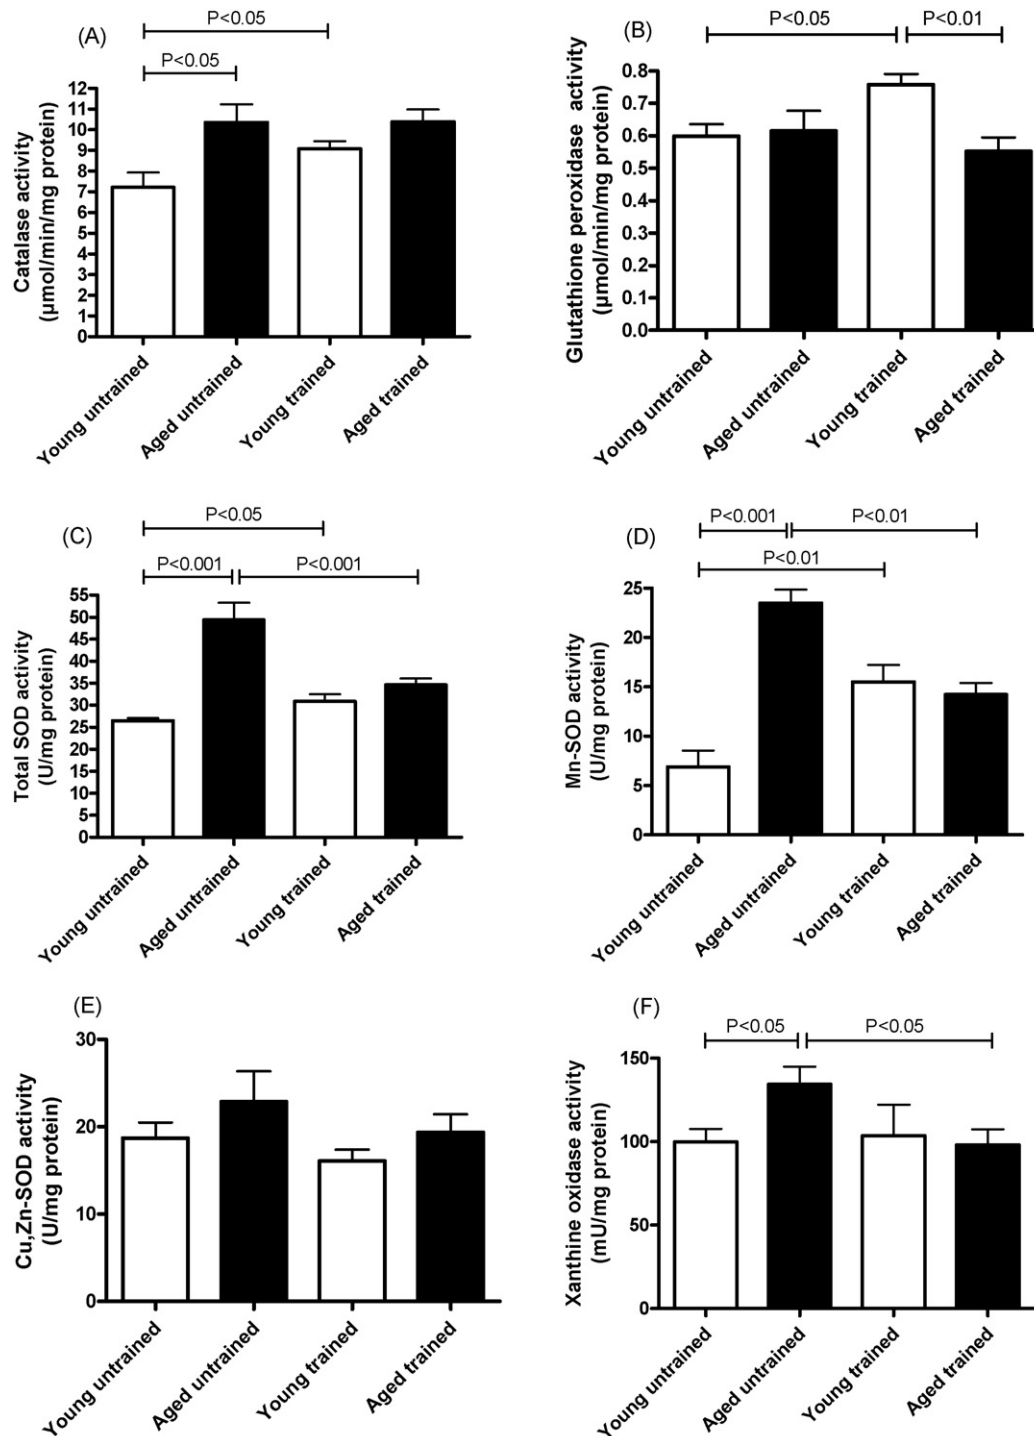 (A)
P<0.05
P<0.05
Catalase activity
(µmol/min/mg protein)
12
11
10
9
8
7
6
5
4
3
2
1
0
Young untrained
Aged untrained
Young trained
Aged trained
(B)
P<0.05
P<0.01
Glutathione peroxidase activity
(µmol/min/mg protein)
0.8
0.7
0.6
0.5
0.4
0.3
0.2
0.1
0.0
Young untrained
Aged untrained
Young trained
Aged trained
(C)
P<0.05
P<0.001
P<0.001
Total SOD activity
(U/mg protein)
55
50
45
40
35
30
25
20
15
10
5
0
Young untrained
Aged untrained
Young trained
Aged trained
(D)
P<0.001
P<0.01
P<0.01
Mn-SOD activity
(U/mg protein)
25
20
15
10
5
0
Young untrained
Aged untrained
Young trained
Aged trained
(E)
Cu,Zn-SOD activity
(U/mg protein)
30
20
10
0
Young untrained
Aged untrained
Young trained
Aged trained
(F)
P<0.05
P<0.05
Xanthine oxidase activity
(mU/mg protein)
150
100
50
0
Young untrained
Aged untrained
Young trained
Aged trained